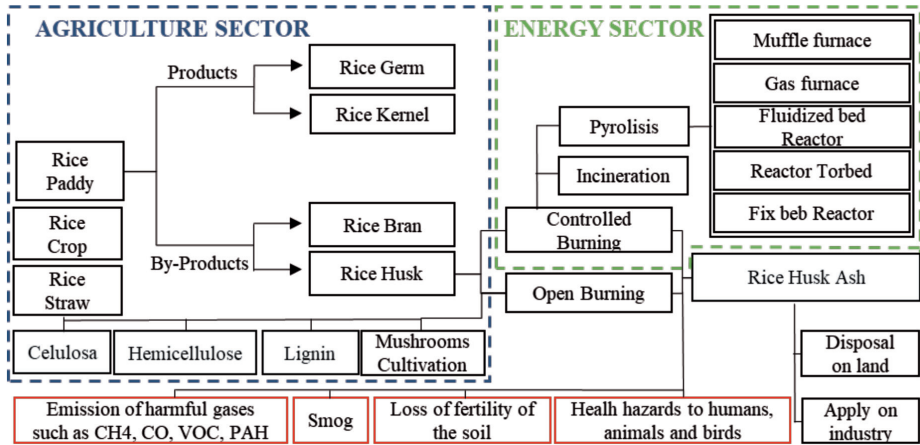 AGRICULTURE SECTOR
Products
Rice Germ
Rice Kernel
Rice
Paddy
Rice
Crop
Rice
Straw
By-Products
Rice Bran
Rice Husk
Celulosa
Hemicellulose
Lignin
Mushrooms
Cultivation
ENERGY SECTOR
Pyrolisis
Incineration
Controlled
Burning
Open Burning
Muffle furnace
Gas furnace
Fluidized bed
Reactor
Reactor Torbed
Fix beb Reactor
Rice Husk Ash
Disposal
on land
Apply on
industry
Emission of harmful gases
such as CH4, CO, VOC, PAH
Smog
Loss of fertility of
the soil
Healh hazards to humans,
animals and birds